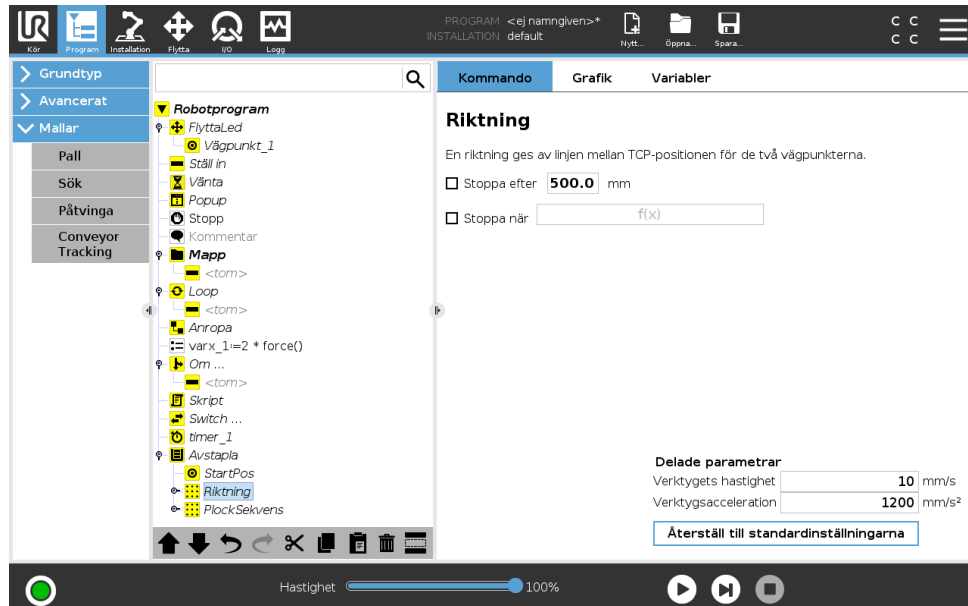 PROGRAM <ej namngiven>*
INSTALLATION default
C C
C C
Kör
Program
Installation
Flytta
I/O
Logg
Nytt...
Öppna...
Spara...
Grundtyp
Avancerat
Mallar
Pall
Sök
Påtvinga
Conveyor
Tracking
Robotprogram
FlyttaLed
Vägpunkt_1
Ställ in
Vänta
Popup
Stopp
Kommentar
Mapp
<tom>
Loop
<tom>
Anropa
varx_1:=2 * force()
Om ...
<tom>
Skript
Switch ...
timer_1
Avstapla
StartPos
Riktning
PlockSekvens
Kommando
Grafik
Variabler
Riktning
En riktning ges av linjen mellan TCP-positionen för de två vägpunkterna.
Stoppa efter 500.0 mm
Stoppa när f(x)
Delade parametrar
Verktygets hastighet 10 mm/s
Verktygsacceleration 1200 mm/s²
Återställ till standardinställningarna
Hastighet 100%